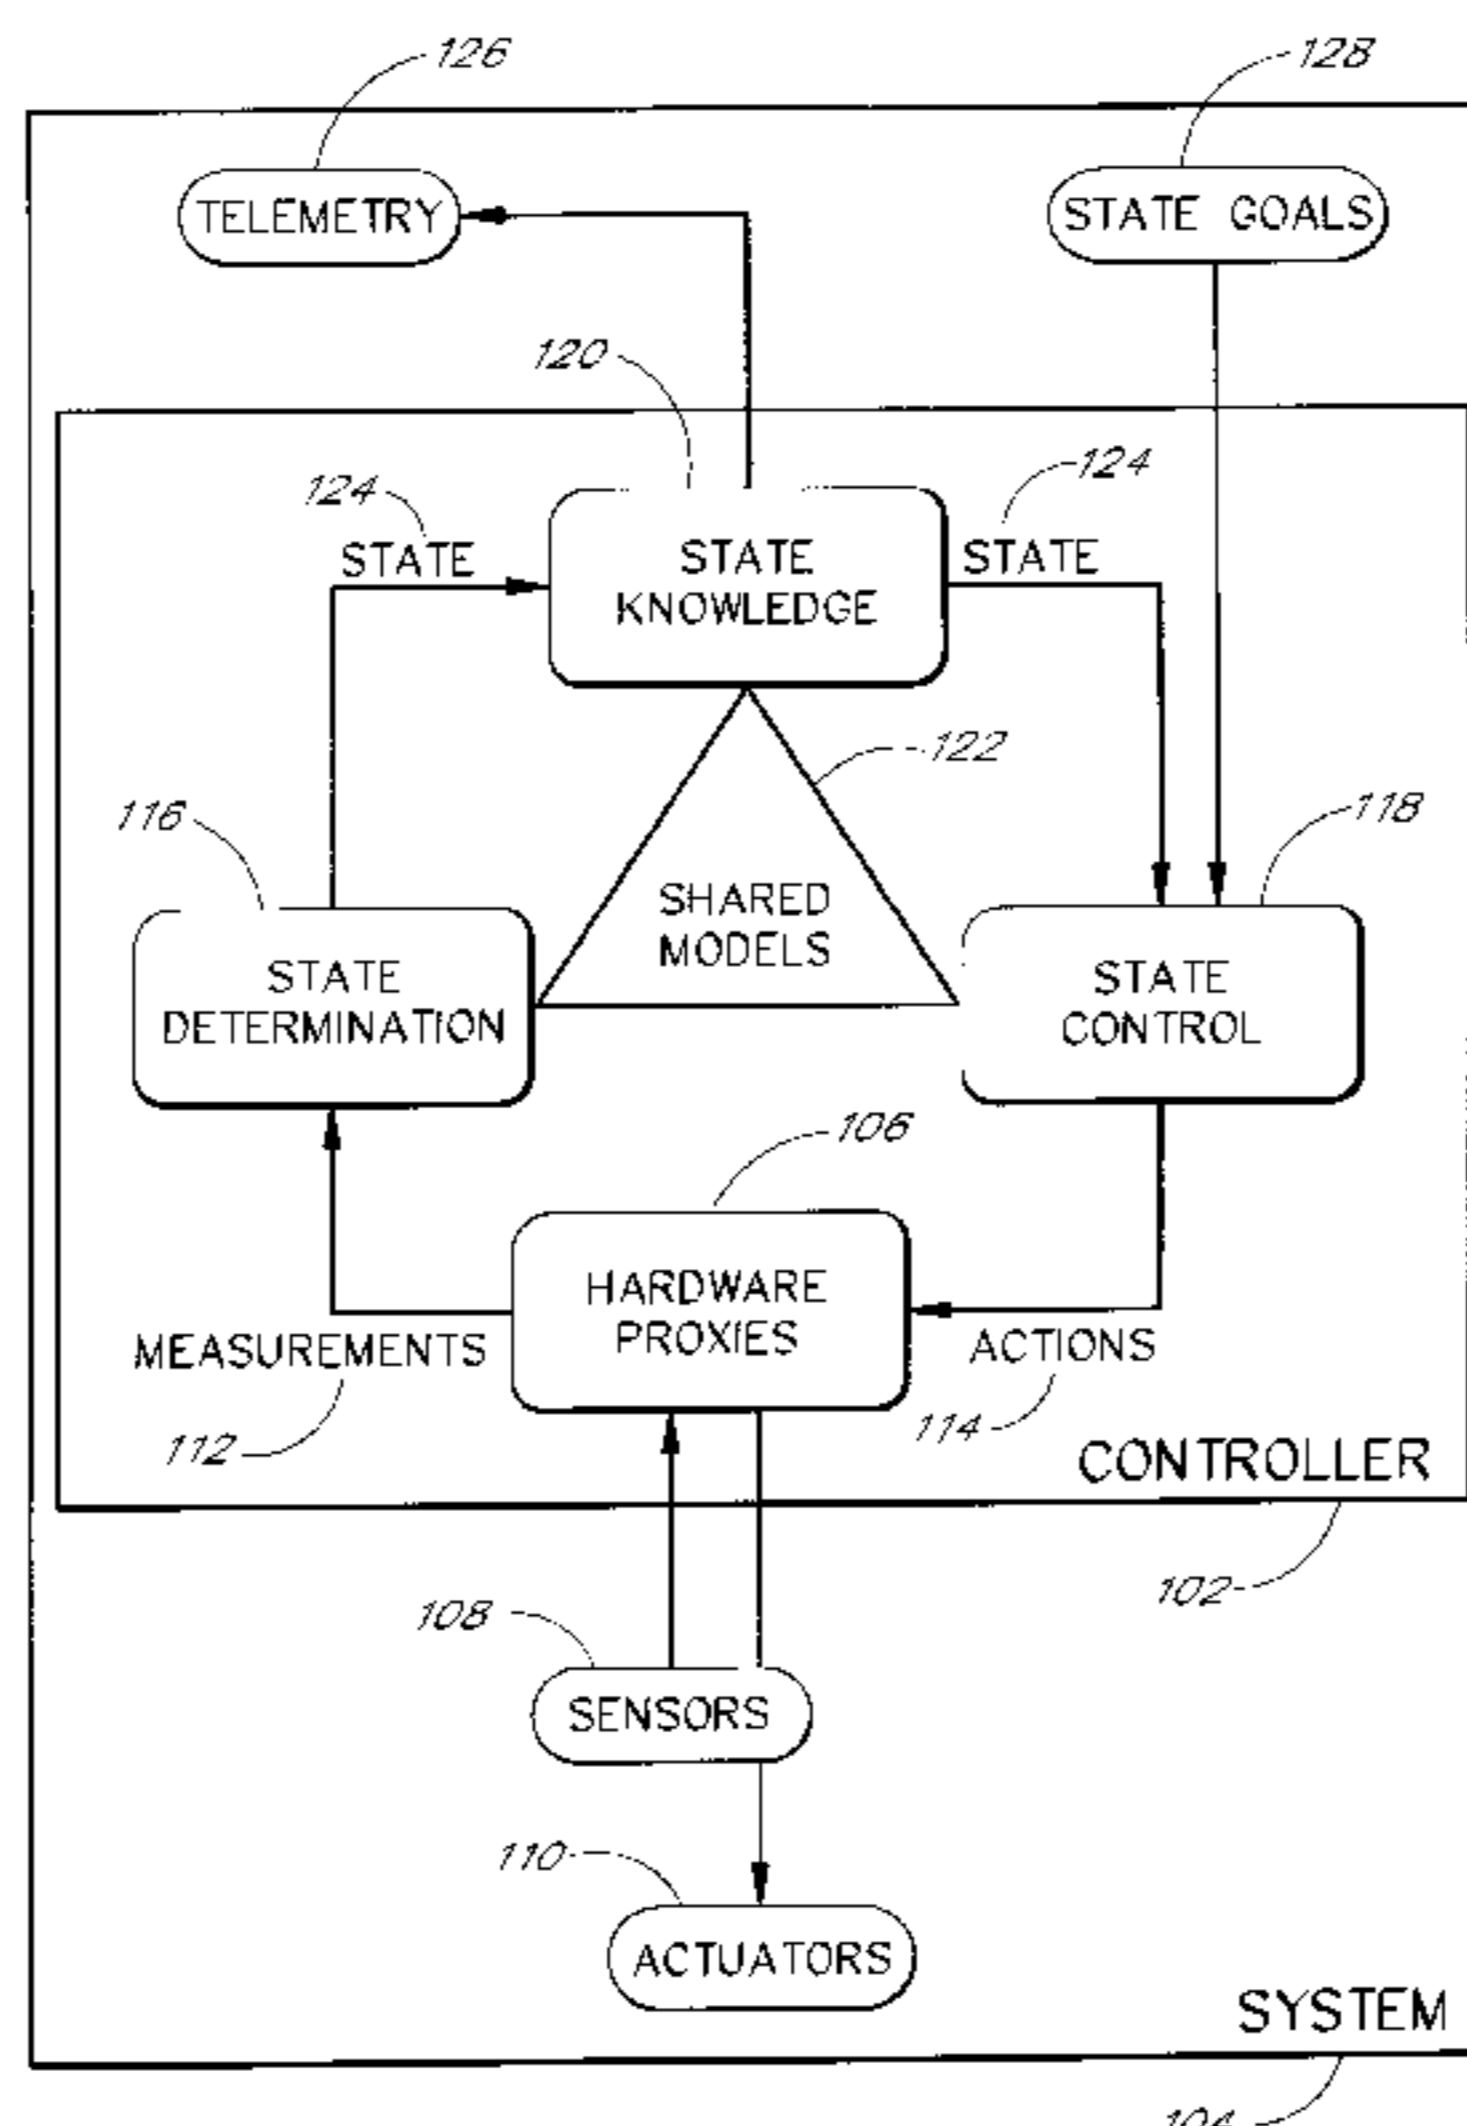 126
128
TELEMETRY
STATE GOALS
120
124
124
STATE
STATE
STATE
KNOWLEDGE
122
116
118
SHARED
MODELS
STATE
DETERMINATION
STATE
CONTROL
106
HARDWARE
PROXIES
MEASUREMENTS
ACTIONS
112
114
CONTROLLER
102
108
SENSORS
110
ACTUATORS
SYSTEM
104